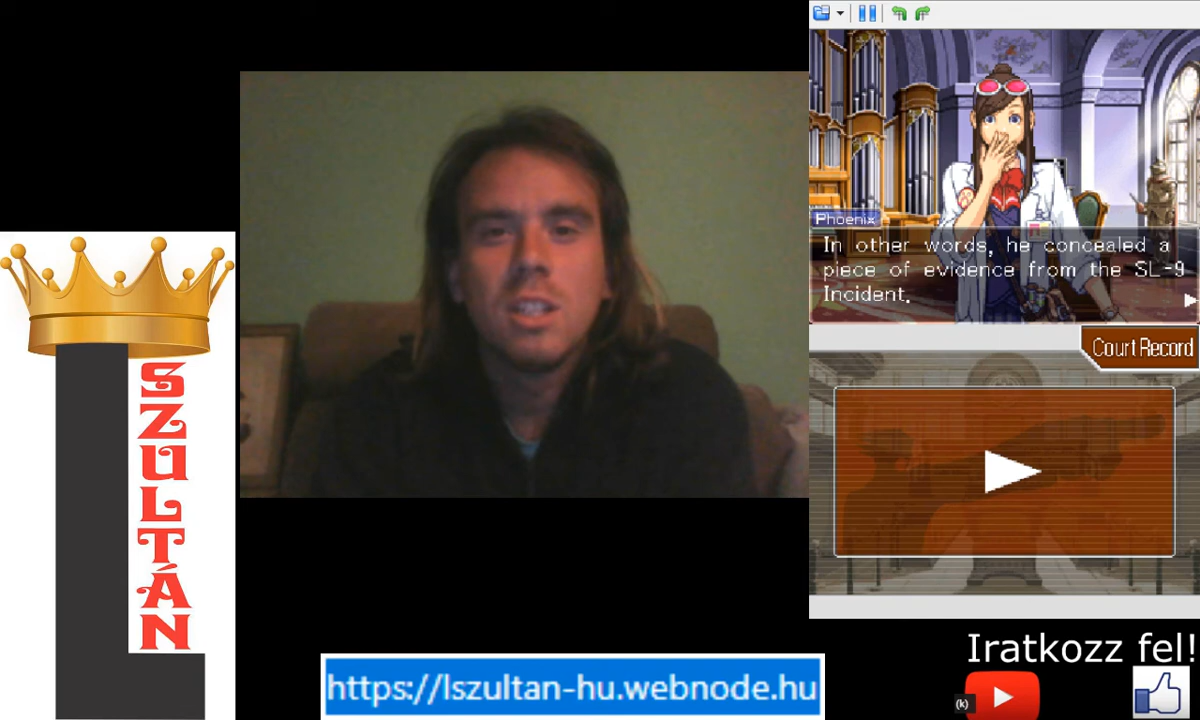 SZULTÁN
L
Phoenix
In other words, he concealed a
piece of evidence from the SL-9
Incident.
Court Record
https://lszultan-hu.webnode.hu
Iratkozz fel!
(k)